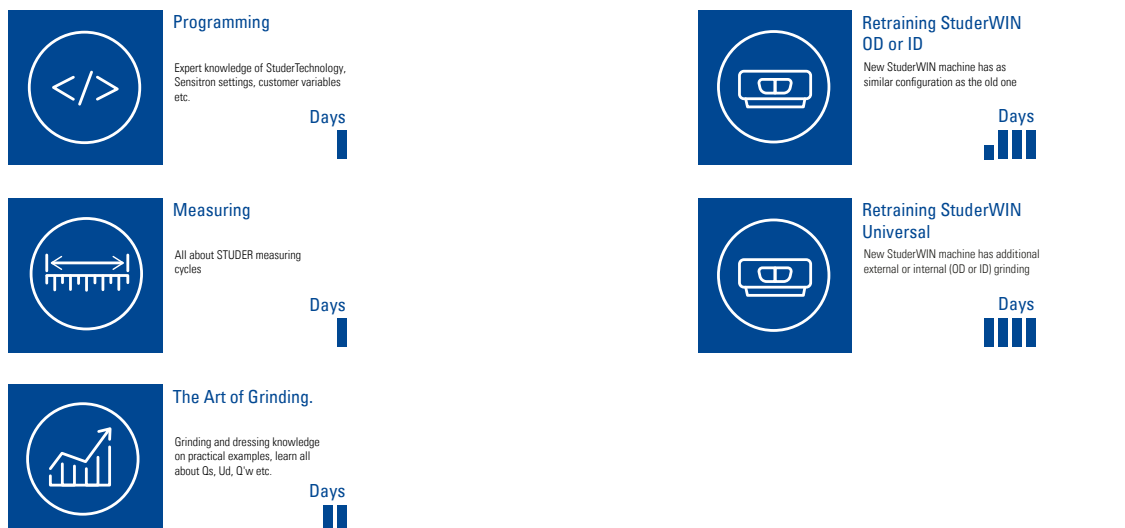 Programming
Expert knowledge of StuderTechnology,
Sensitron settings, customer variables
etc.
Days
Measuring
All about STUDER measuring
cycles
Days
The Art of Grinding.
Grinding and dressing knowledge
on practical examples, learn all
about Qs, Ud, Q'w etc.
Days
Retraining StuderWIN
OD or ID
New StuderWIN machine has as
similar configuration as the old one
Days
Retraining StuderWIN
Universal
New StuderWIN machine has additional
external or internal (OD or ID) grinding
Days